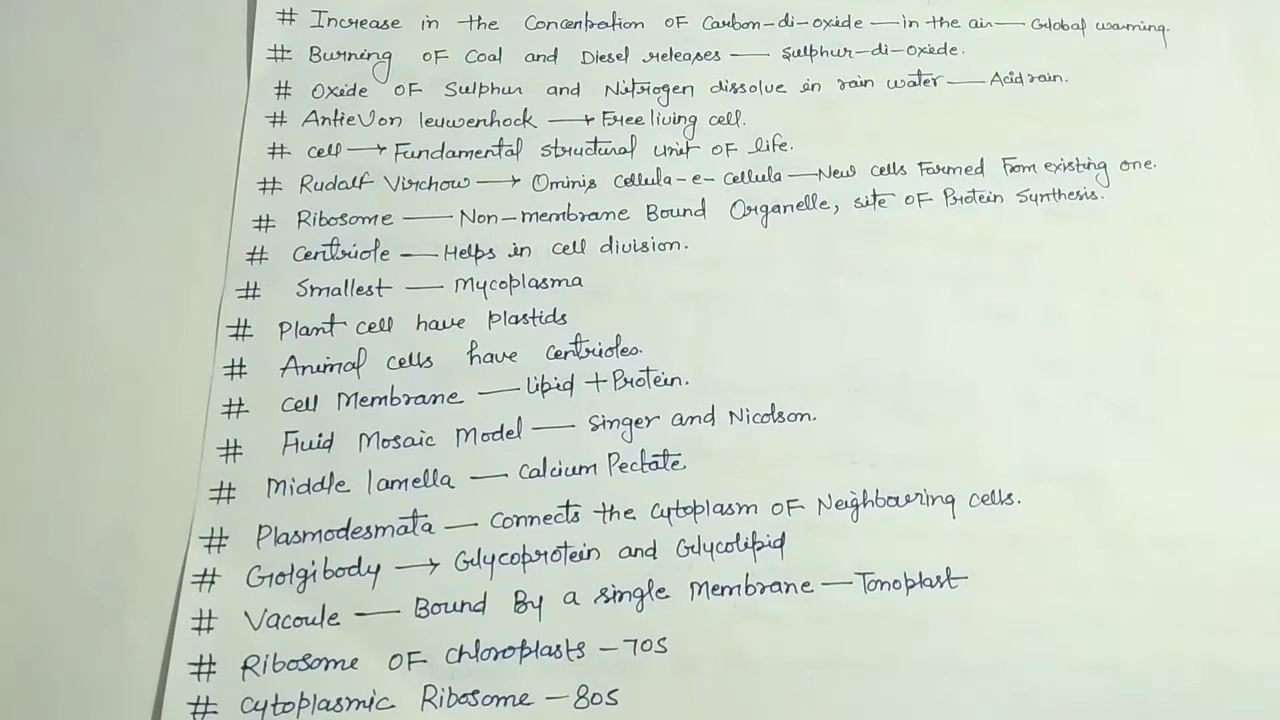 # Increase in the Concentration of Carbon-di-oxide — in the air — Global warming.
# Burning of Coal and Diesel releases — Sulphur-di-oxide.
# Oxide of Sulphur and Nitrogen dissolve in rain water — Acid rain.
# Antie Von leuwenhock → Free living cell.
# cell → Fundamental structural unit of life.
# Rudalf Virchow → Ominis cellula-e-cellula — New cells Formed From existing one.
# Ribosome — Non-membrane Bound Organelle, site of Protein Synthesis.
# Centriole — Helps in cell division.
# Smallest — Mycoplasma
# Plant cell have plastids
# Animal cells have centrioles.
# Cell Membrane — Lipid + Protein.
# Fluid Mosaic Model — Singer and Nicolson.
# Middle lamella — Calcium Pectate
# Plasmodesmata — Connects the cytoplasm of Neighbouring cells.
# Golgibody → Glycoprotein and Glycolipid
# Vacoule — Bound By a single Membrane — Tonoplast
# Ribosome of chloroplasts - 70S
# Cytoplasmic Ribosome - 80S